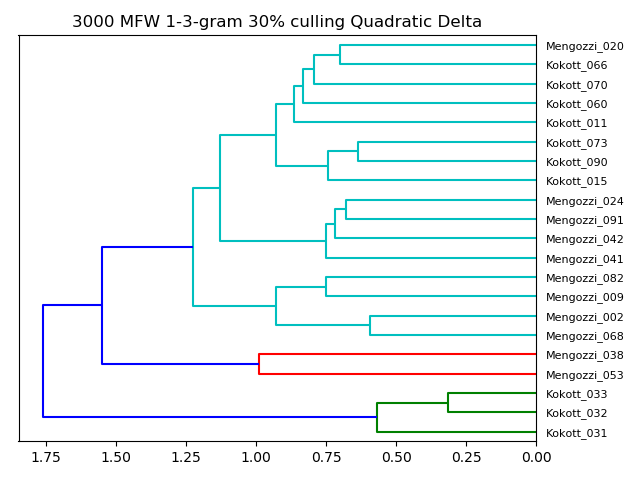 3000 MFW 1-3-gram 30% culling Quadratic Delta
Mengozzi_020
Kokott_066
Kokott_070
Kokott_060
Kokott_011
Kokott_073
Kokott_090
Kokott_015
Mengozzi_024
Mengozzi_091
Mengozzi_042
Mengozzi_041
Mengozzi_082
Mengozzi_009
Mengozzi_002
Mengozzi_068
Mengozzi_038
Mengozzi_053
Kokott_033
Kokott_032
Kokott_031
1.75 1.50 1.25 1.00 0.75 0.50 0.25 0.00